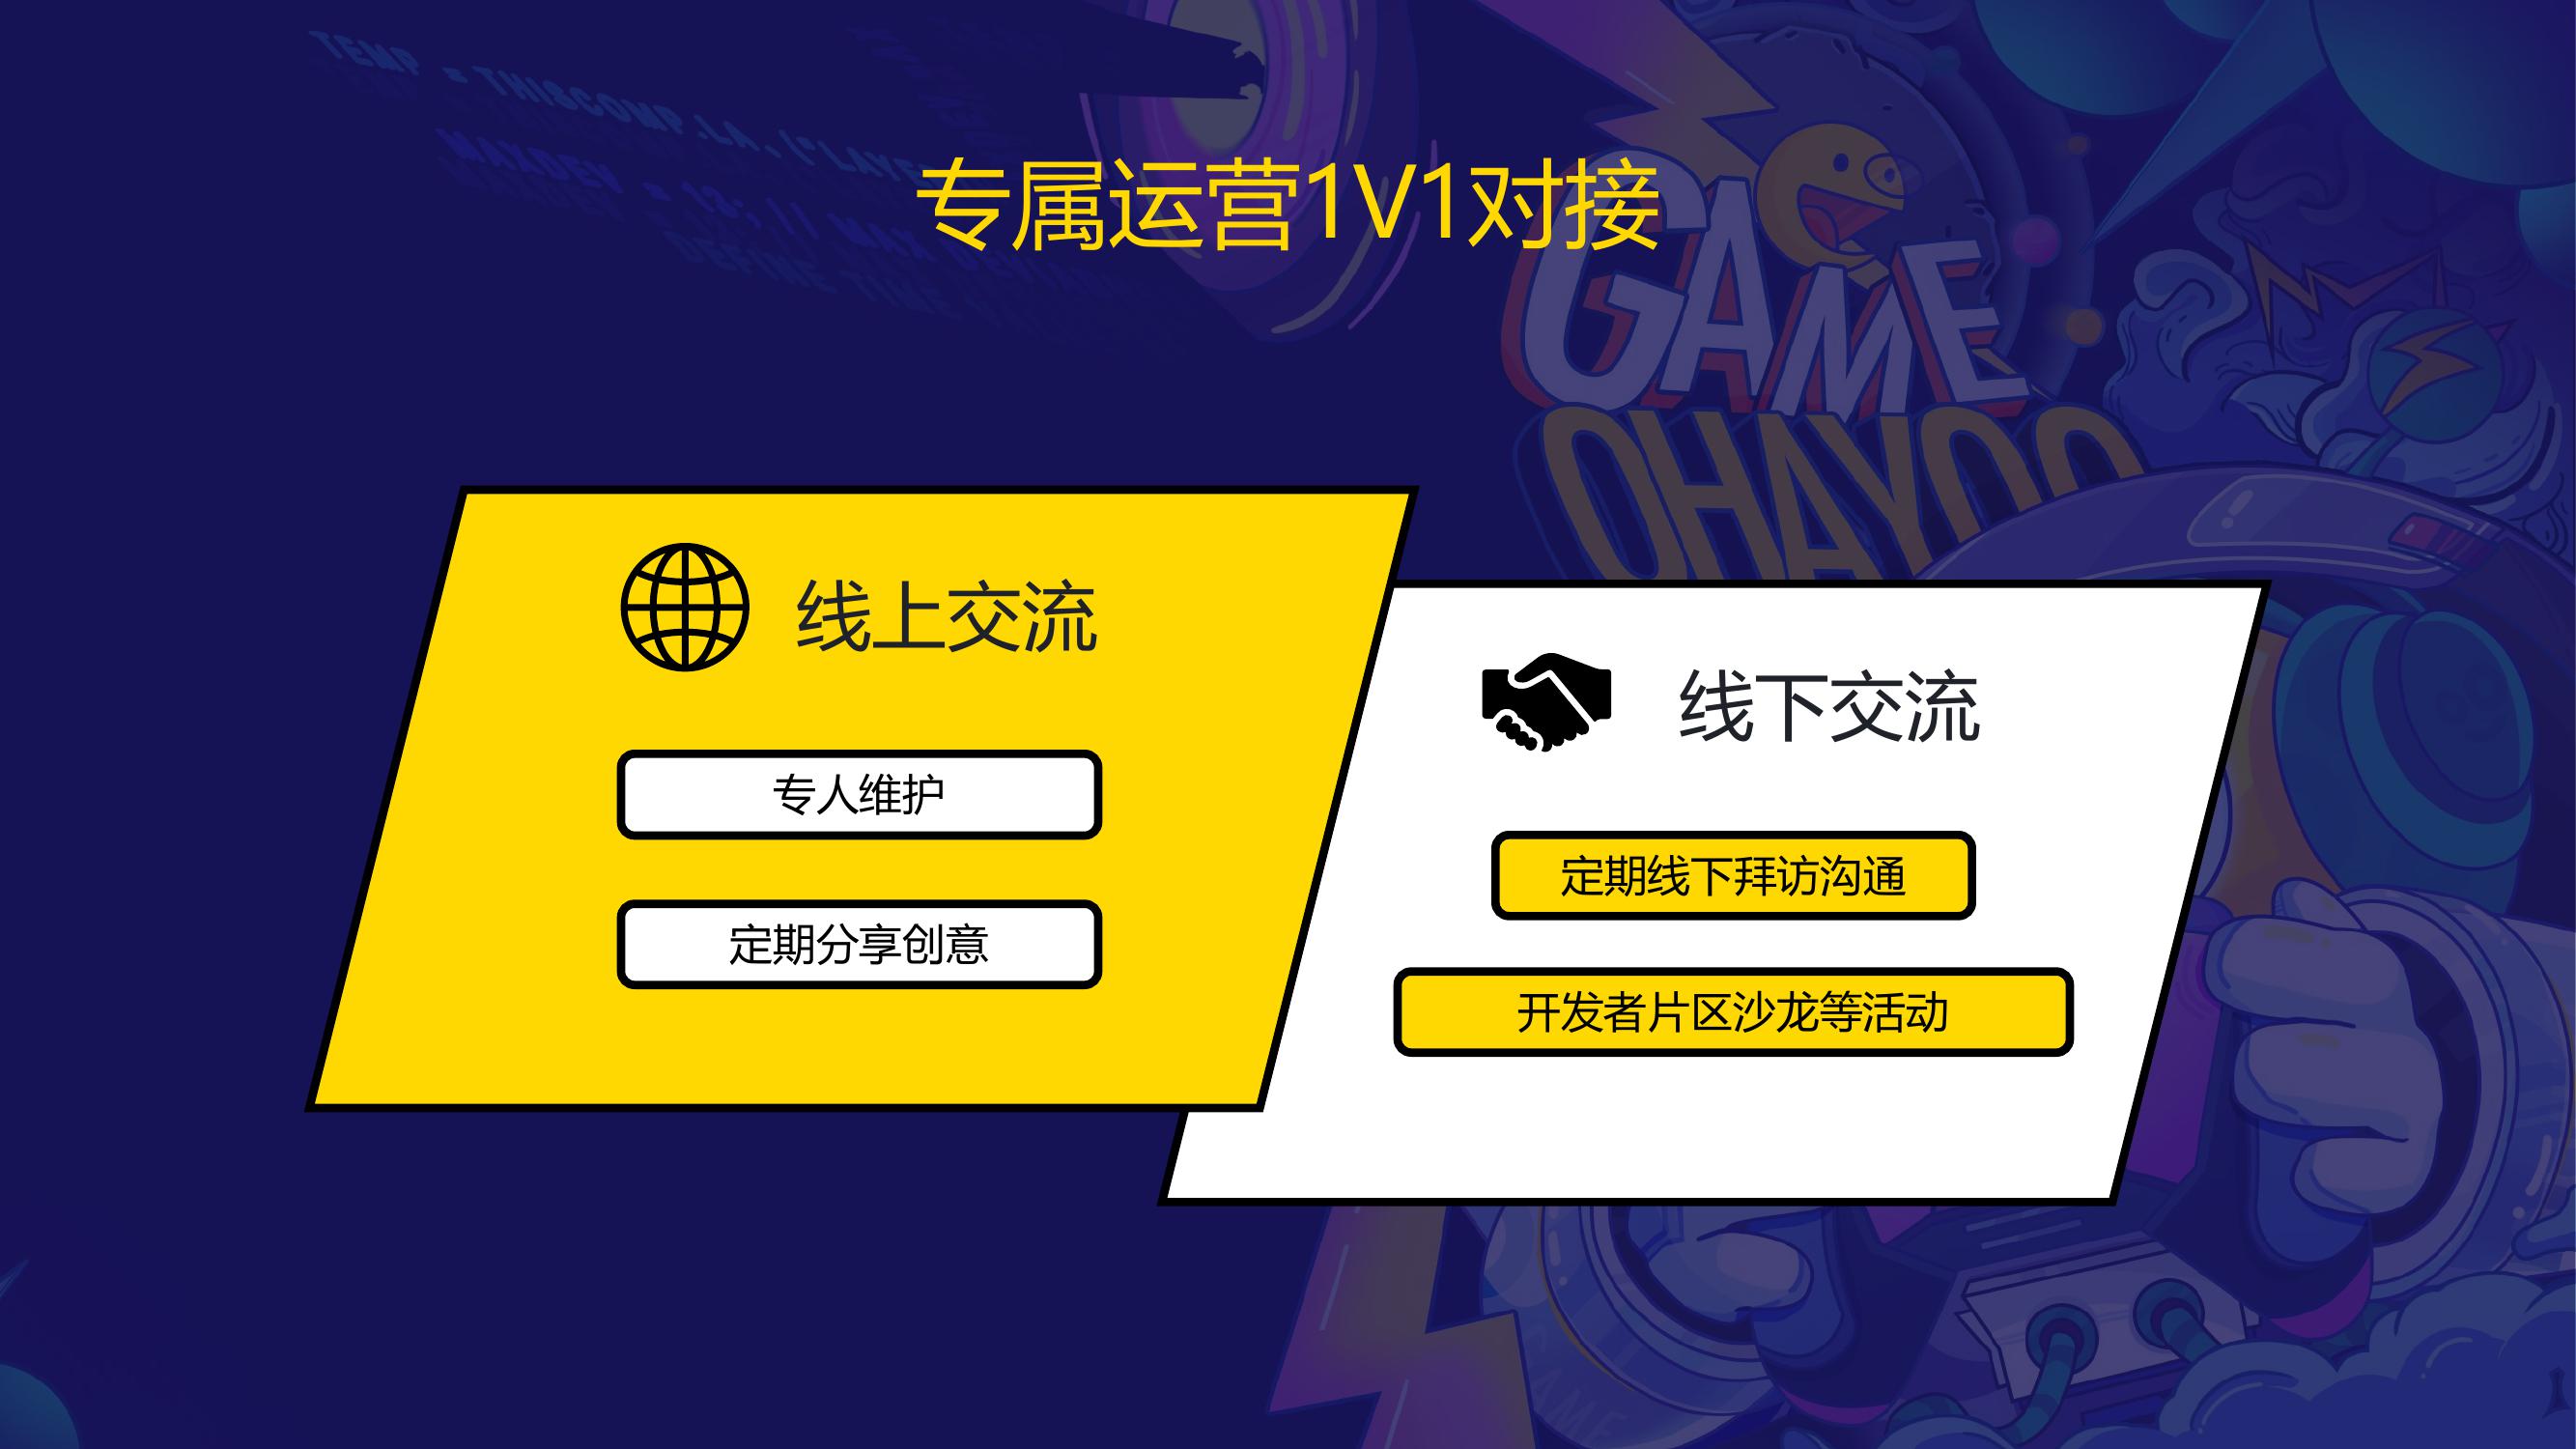 专属运营1V1对接
GAME
OHAYOO
线上交流
专人维护
定期分享创意
线下交流
定期线下拜访沟通
开发者片区沙龙等活动